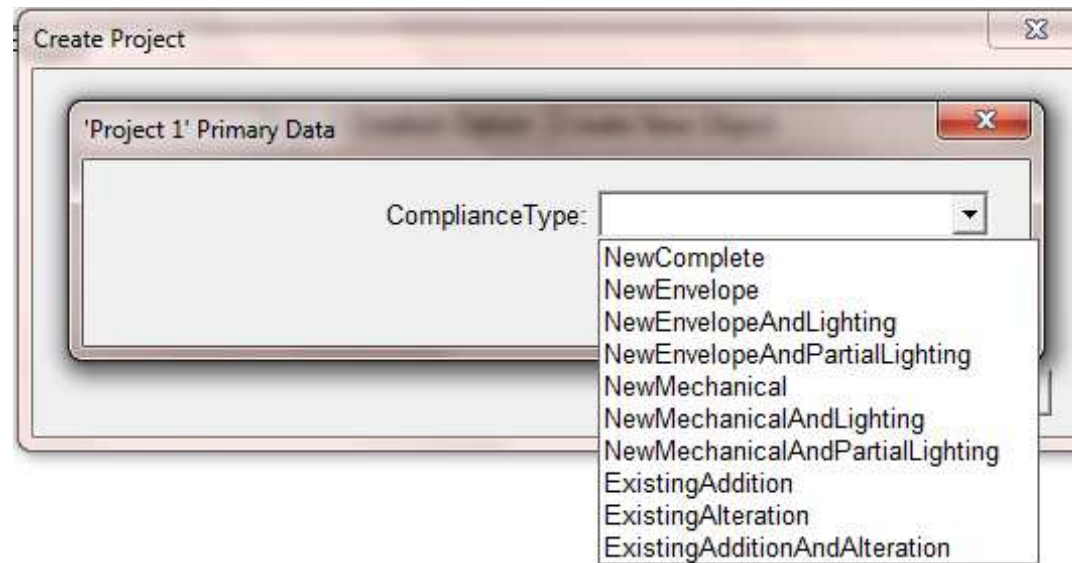 Create Project
'Project 1' Primary Data
ComplianceType:
NewComplete
NewEnvelope
NewEnvelopeAndLighting
NewEnvelopeAndPartialLighting
NewMechanical
NewMechanicalAndLighting
NewMechanicalAndPartialLighting
ExistingAddition
ExistingAlteration
ExistingAdditionAndAlteration